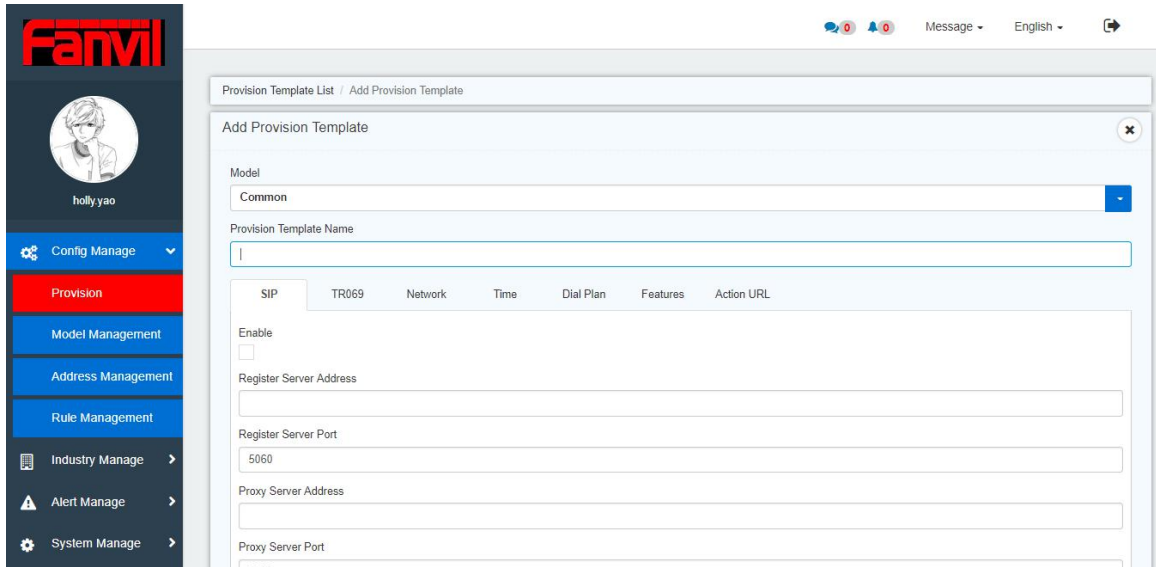 Fanvil
0 0 Message English
Provision Template List / Add Provision Template
Add Provision Template
holly.yao
Config Manage
Provision
Model Management
Address Management
Rule Management
Industry Manage
Alert Manage
System Manage
Model
Common
Provision Template Name
SIP TR069 Network Time Dial Plan Features Action URL
Enable
Register Server Address
Register Server Port
5060
Proxy Server Address
Proxy Server Port